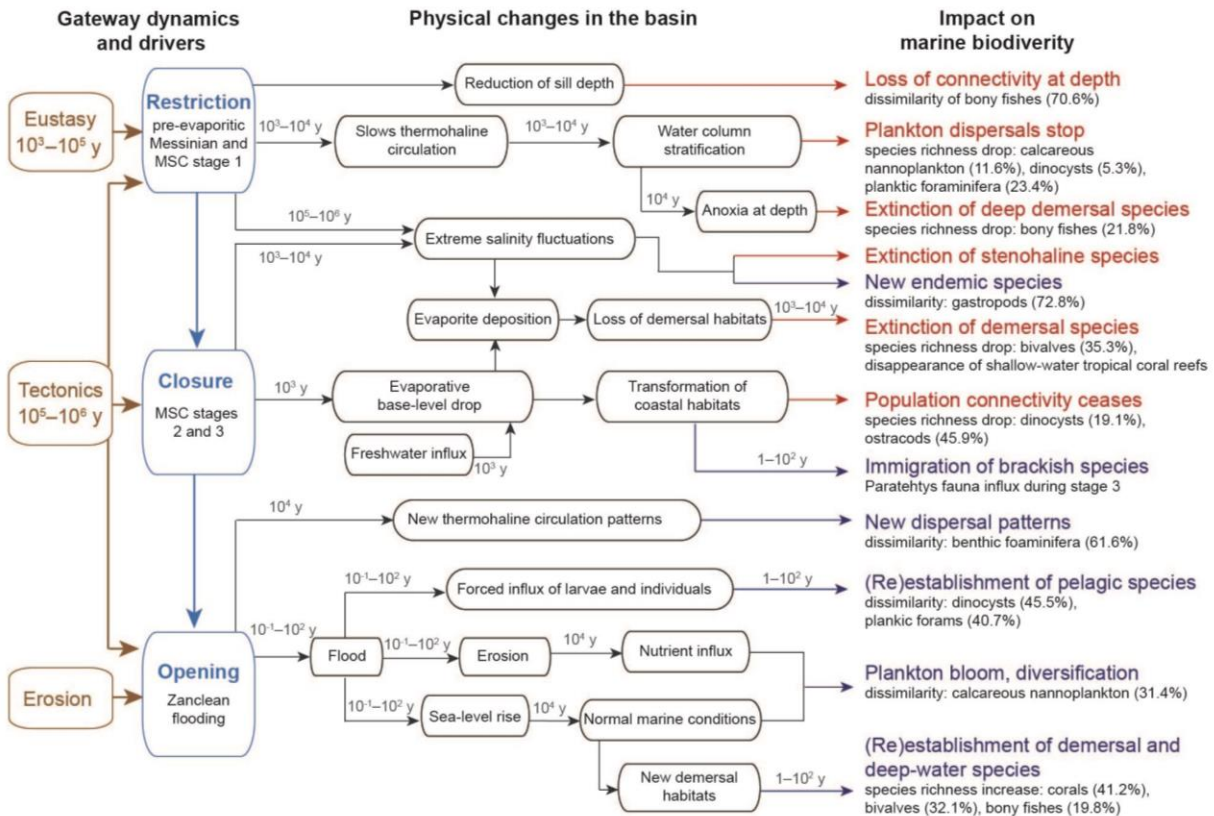 Gateway dynamics
and drivers
Physical changes in the basin
Impact on
marine biodiverity
Eustasy
10³–10⁵ y
Restriction
pre-evaporitic
Messinian and
MSC stage 1
Reduction of sill depth
Loss of connectivity at depth
dissimilarity of bony fishes (70.6%)
10³–10⁴ y
Slows thermohaline
circulation
10³–10⁴ y
Water column
stratification
Plankton dispersals stop
species richness drop: calcareous
nannoplankton (11.6%), dinocysts (5.3%),
planktic foraminifera (23.4%)
10⁴ y
Anoxia at depth
Extinction of deep demersal species
species richness drop: bony fishes (21.8%)
10⁵–10⁶ y
Extreme salinity fluctuations
10³–10⁴ y
Extinction of stenohaline species
New endemic species
dissimilarity: gastropods (72.8%)
Evaporite deposition
Loss of demersal habitats
10³–10⁴ y
Extinction of demersal species
species richness drop: bivalves (35.3%),
disappearance of shallow-water tropical coral reefs
Tectonics
10⁵–10⁶ y
Closure
MSC stages
2 and 3
10³ y
Evaporative
base-level drop
Transformation of
coastal habitats
Population connectivity ceases
species richness drop: dinocysts (19.1%),
ostracods (45.9%)
Freshwater influx
10³ y
1–10² y
Immigration of brackish species
Paratehtys fauna influx during stage 3
10⁴ y
New thermohaline circulation patterns
New dispersal patterns
dissimilarity: benthic foaminifera (61.6%)
10⁻¹–10² y
Forced influx of larvae and individuals
1–10² y
(Re)establishment of pelagic species
dissimilarity: dinocysts (45.5%),
plankic forams (40.7%)
Erosion
Opening
Zanclean
flooding
10⁻¹–10² y
Flood
10⁻¹–10² y
Erosion
10⁴ y
Nutrient influx
Plankton bloom, diversification
dissimilarity: calcareous nannoplankton (31.4%)
10⁻¹–10² y
Sea-level rise
10⁴ y
Normal marine conditions
New demersal
habitats
1–10² y
(Re)establishment of demersal and
deep-water species
species richness increase: corals (41.2%),
bivalves (32.1%), bony fishes (19.8%)